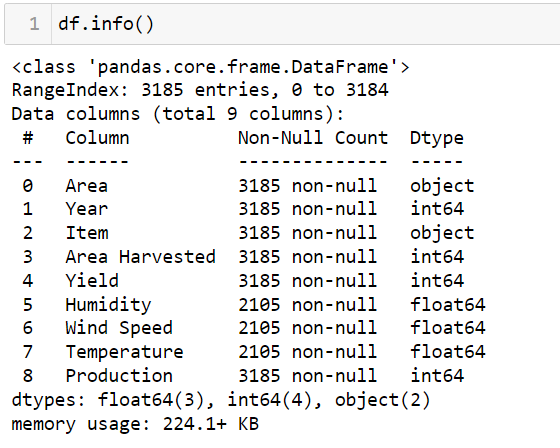 1 df.info()
<class 'pandas.core.frame.DataFrame'>
RangeIndex: 3185 entries, 0 to 3184
Data columns (total 9 columns):
 #   Column          Non-Null Count  Dtype
---  ------          --------------  -----
 0   Area            3185 non-null   object
 1   Year            3185 non-null   int64
 2   Item            3185 non-null   object
 3   Area Harvested  3185 non-null   int64
 4   Yield           3185 non-null   int64
 5   Humidity        2105 non-null   float64
 6   Wind Speed      2105 non-null   float64
 7   Temperature     2105 non-null   float64
 8   Production      3185 non-null   int64
dtypes: float64(3), int64(4), object(2)
memory usage: 224.1+ KB